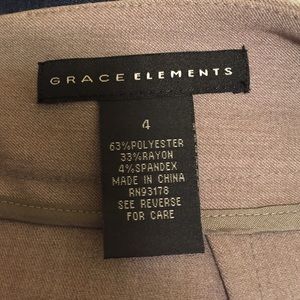 GRACE ELEMENTS
4
63%POLYESTER
33%RAYON
4%SPANDEX
MADE IN CHINA
RN93178
SEE REVERSE
FOR CARE